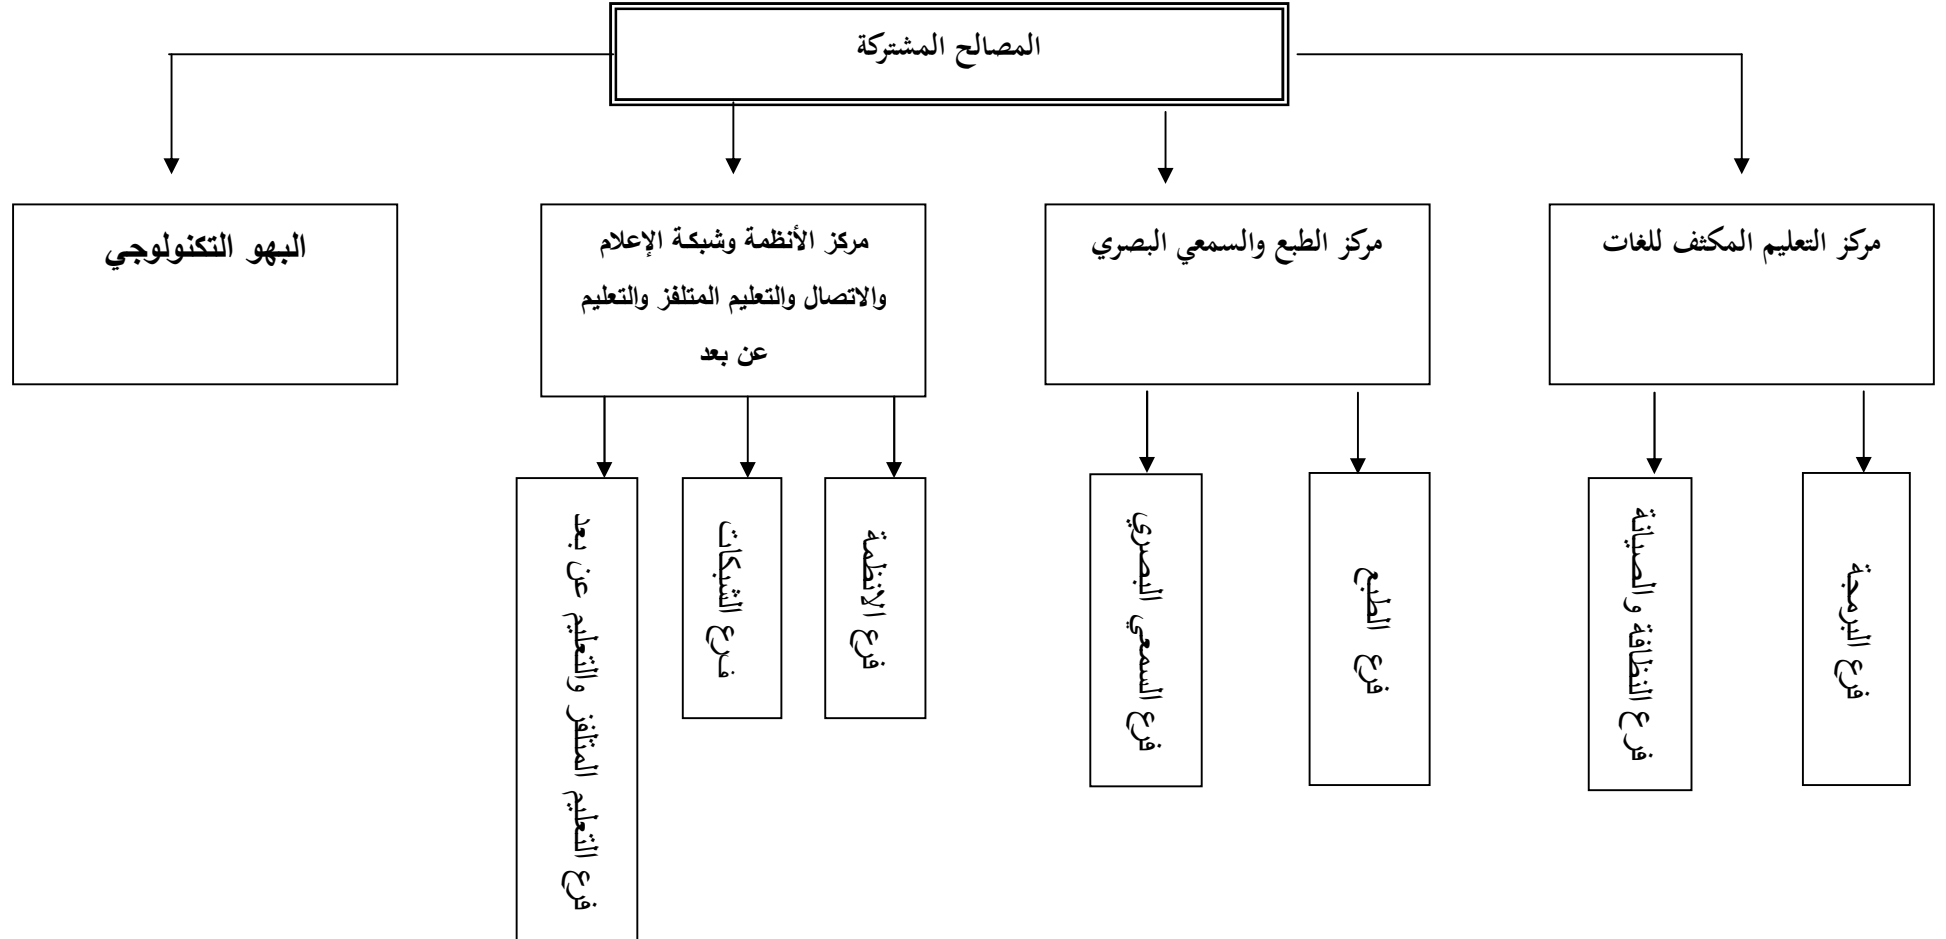 المصالح المشتركة
مركز التعليم المكثف للغات
مركز الطبع والسمعي البصري
مركز الأنظمة وشبكة الإعلام
والاتصال والتعليم المتلفز والتعليم
عن بعد
البهو التكنولوجي
فرع البرمجة
فرع النظافة والصيانة
فرع الطبع
فرع السمعي البصري
فرع الانظمة
فرع الشبكات
فرع التعليم المتلفز والتعليم عن بعد